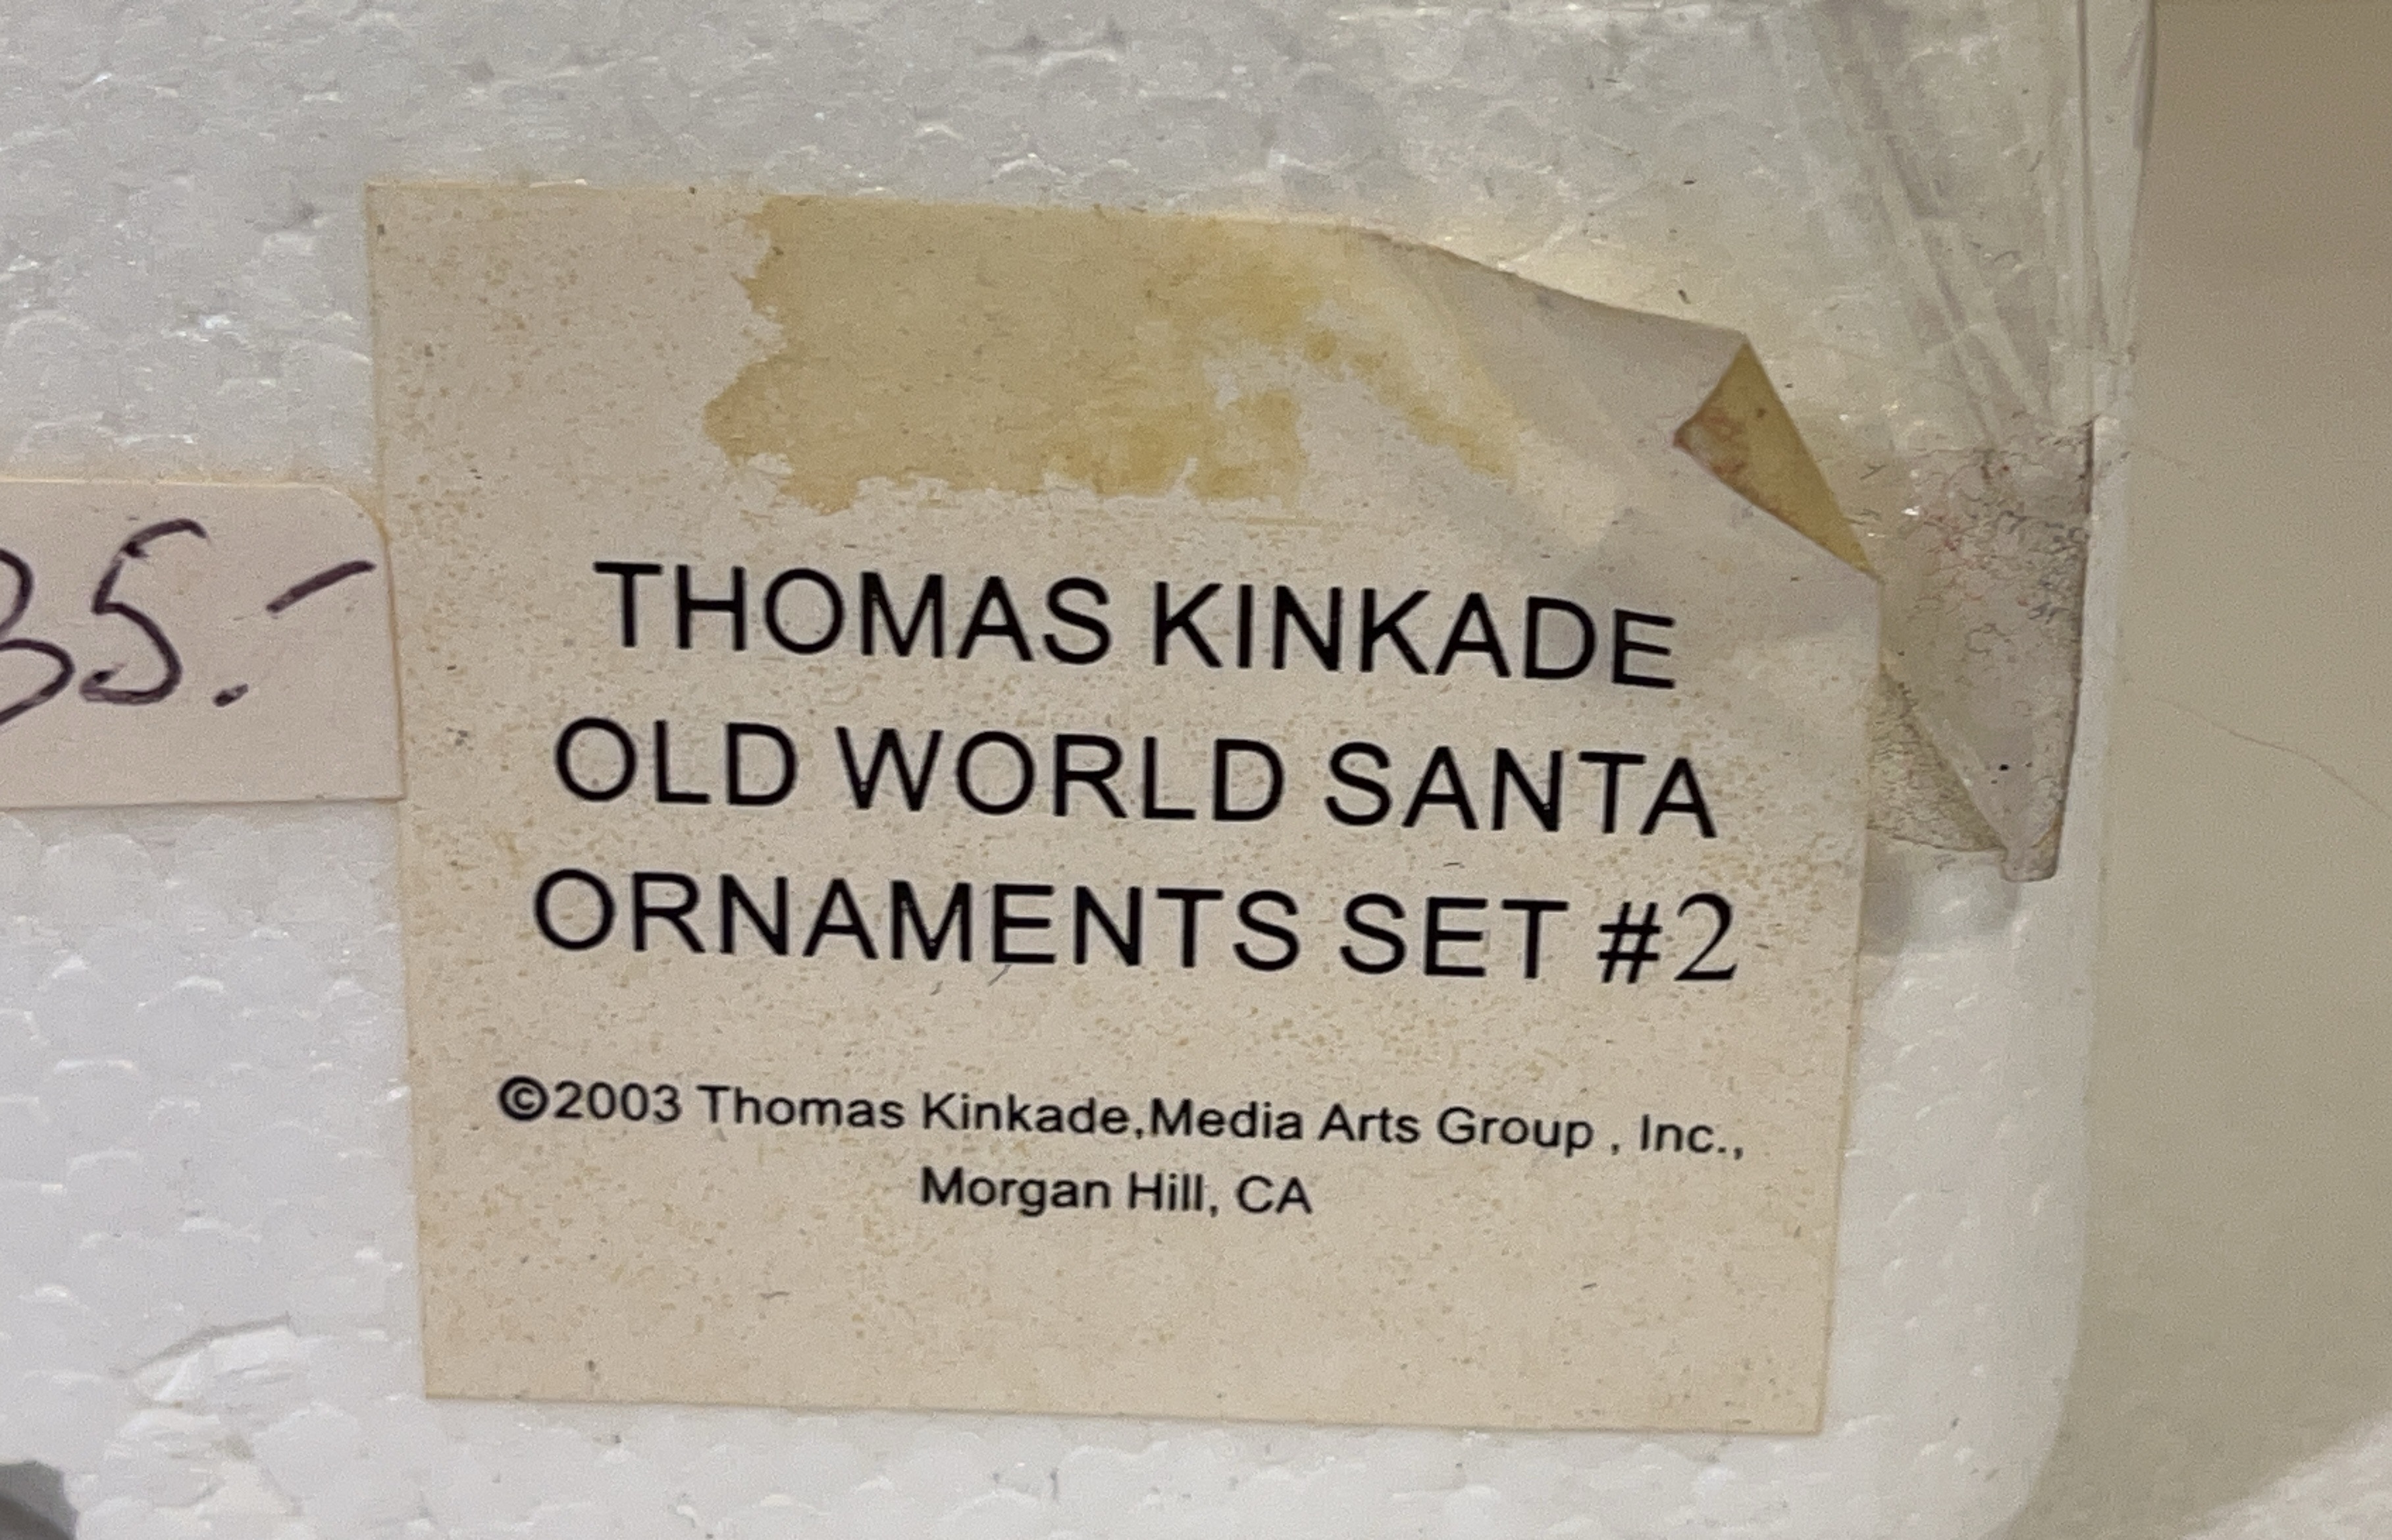 35.-
THOMAS KINKADE
OLD WORLD SANTA
ORNAMENTS SET #2
©2003 Thomas Kinkade,Media Arts Group , Inc.,
Morgan Hill, CA